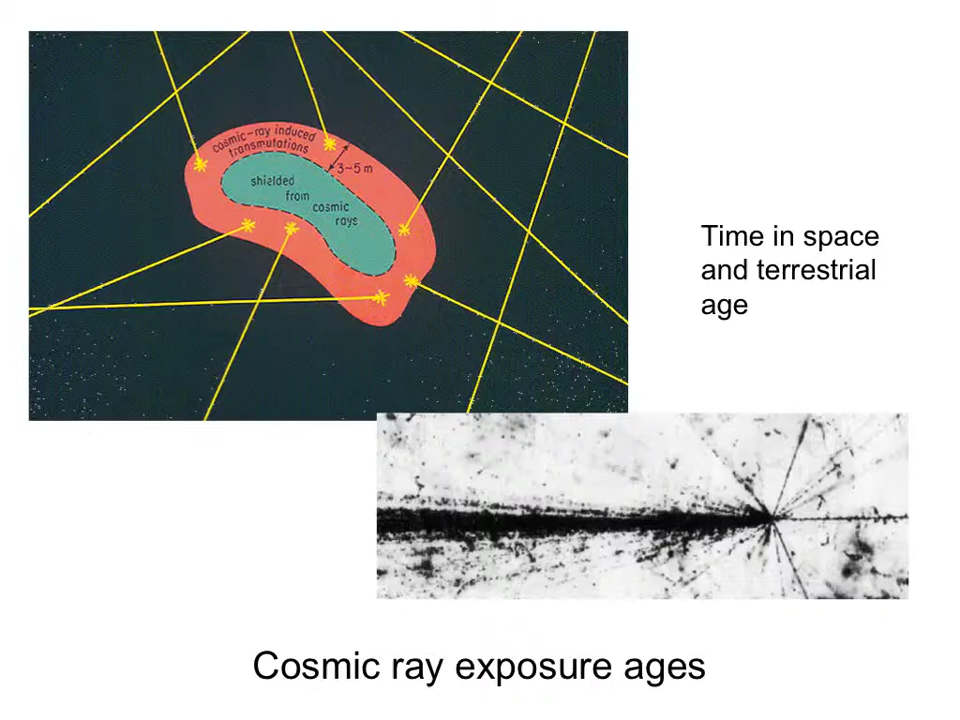 cosmic-ray induced
transmutations
3-5 m
shielded
from
cosmic
rays
Time in space
and terrestrial
age
Cosmic ray exposure ages